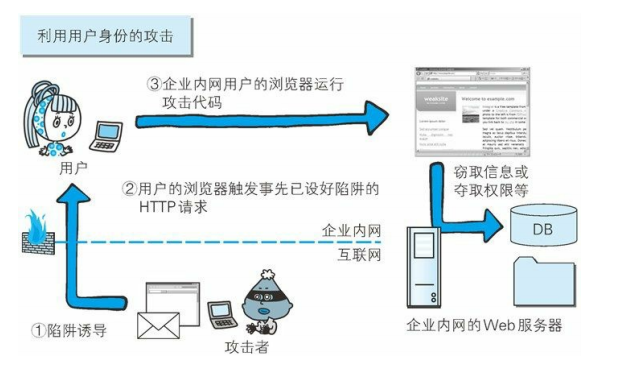 利用用户身份的攻击
③企业内网用户的浏览器运行
攻击代码
website
Welcome to example.com
用户
②用户的浏览器触发事先已设好陷阱的
HTTP请求
窃取信息或
夺取权限等
DB
企业内网
互联网
①陷阱诱导
攻击者
企业内网的Web服务器